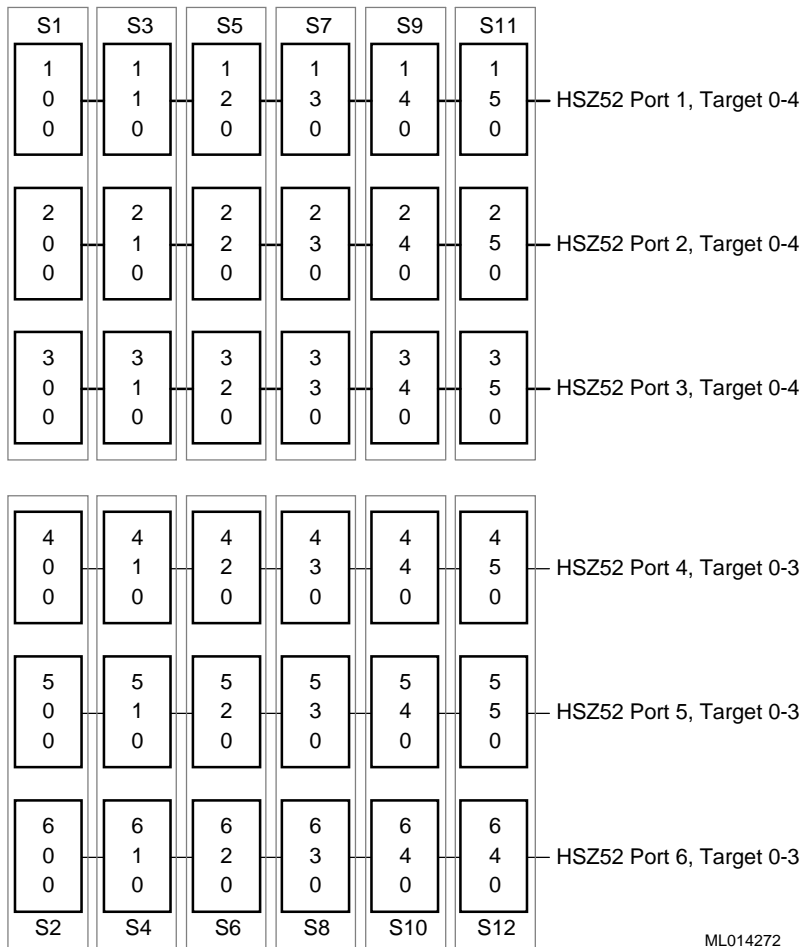 S1 S3 S5 S7 S9 S11
1 1 1 1 1 1
0 1 2 3 4 5 HSZ52 Port 1, Target 0-4
0 0 0 0 0 0
2 2 2 2 2 2
0 1 2 3 4 5 HSZ52 Port 2, Target 0-4
0 0 0 0 0 0
3 3 3 3 3 3
0 1 2 3 4 5 HSZ52 Port 3, Target 0-4
0 0 0 0 0 0
4 4 4 4 4 4
0 1 2 3 4 5 HSZ52 Port 4, Target 0-3
0 0 0 0 0 0
5 5 5 5 5 5
0 1 2 3 4 5 HSZ52 Port 5, Target 0-3
0 0 0 0 0 0
6 6 6 6 6 6
0 1 2 3 4 4 HSZ52 Port 6, Target 0-3
0 0 0 0 0 0
S2 S4 S6 S8 S10 S12
ML014272